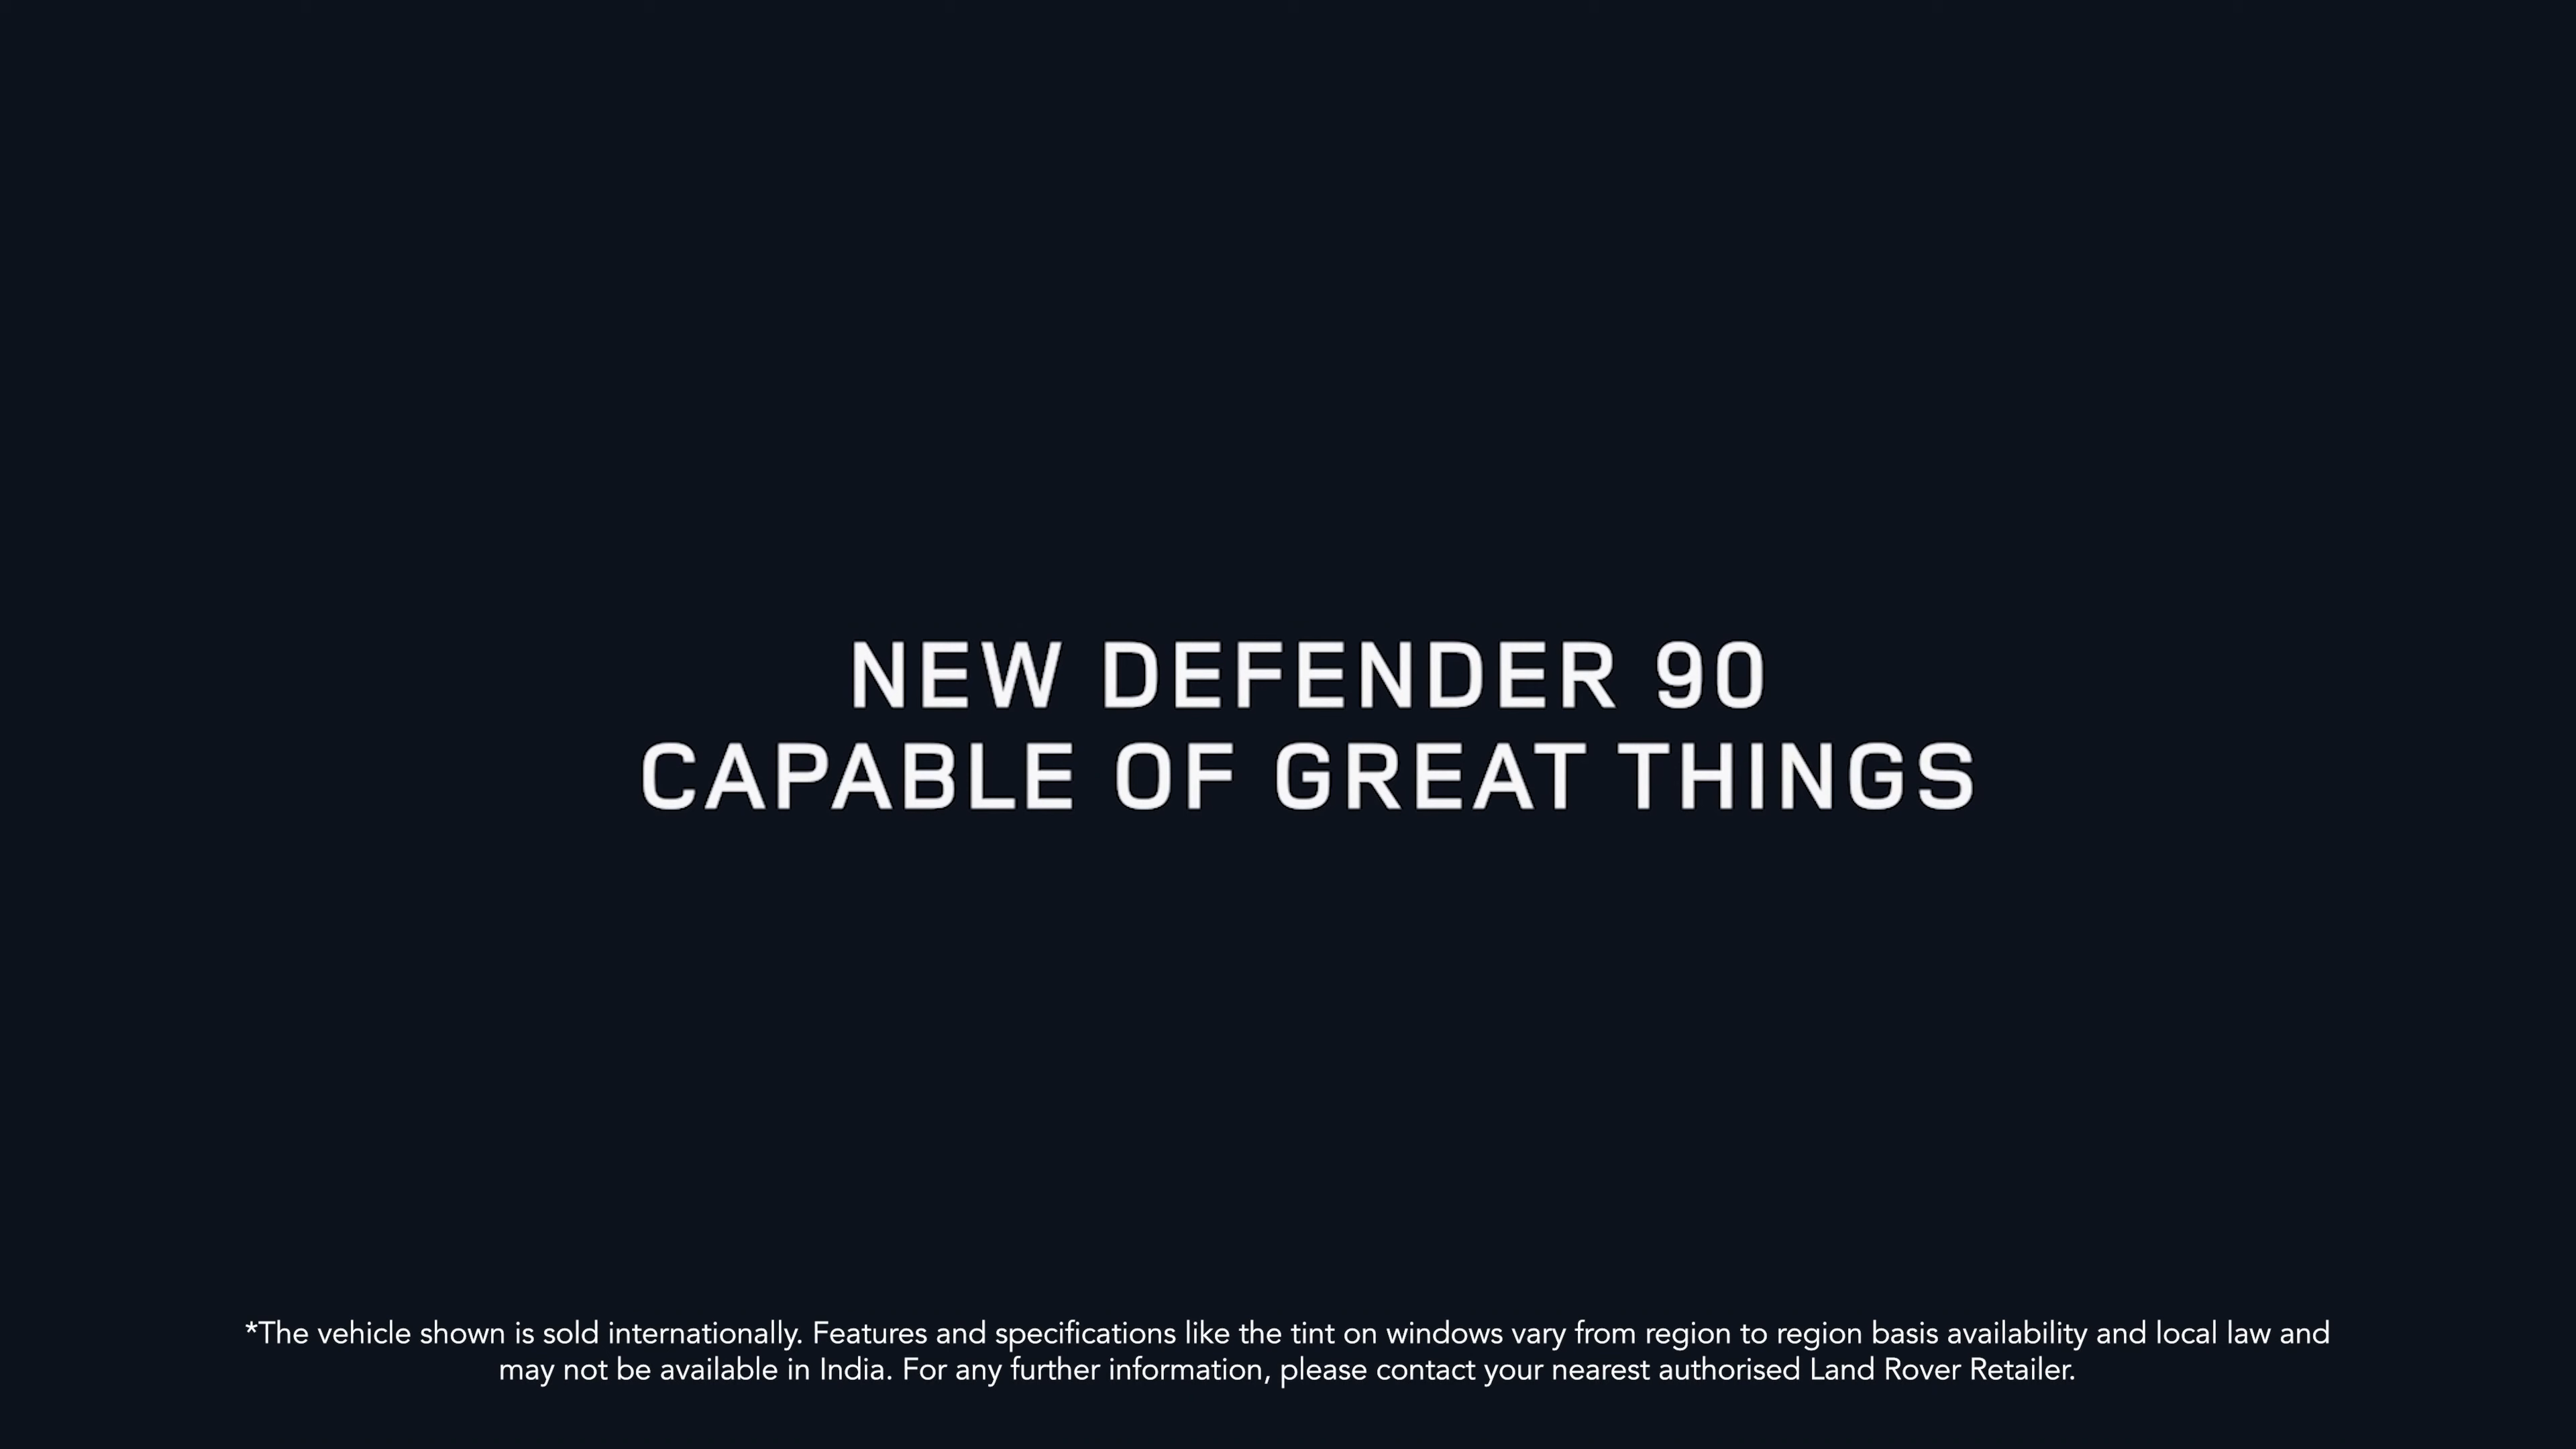 NEW DEFENDER 90
CAPABLE OF GREAT THINGS
*The vehicle shown is sold internationally. Features and specifications like the tint on windows vary from region to region basis availability and local law and
may not be available in India. For any further information, please contact your nearest authorised Land Rover Retailer.